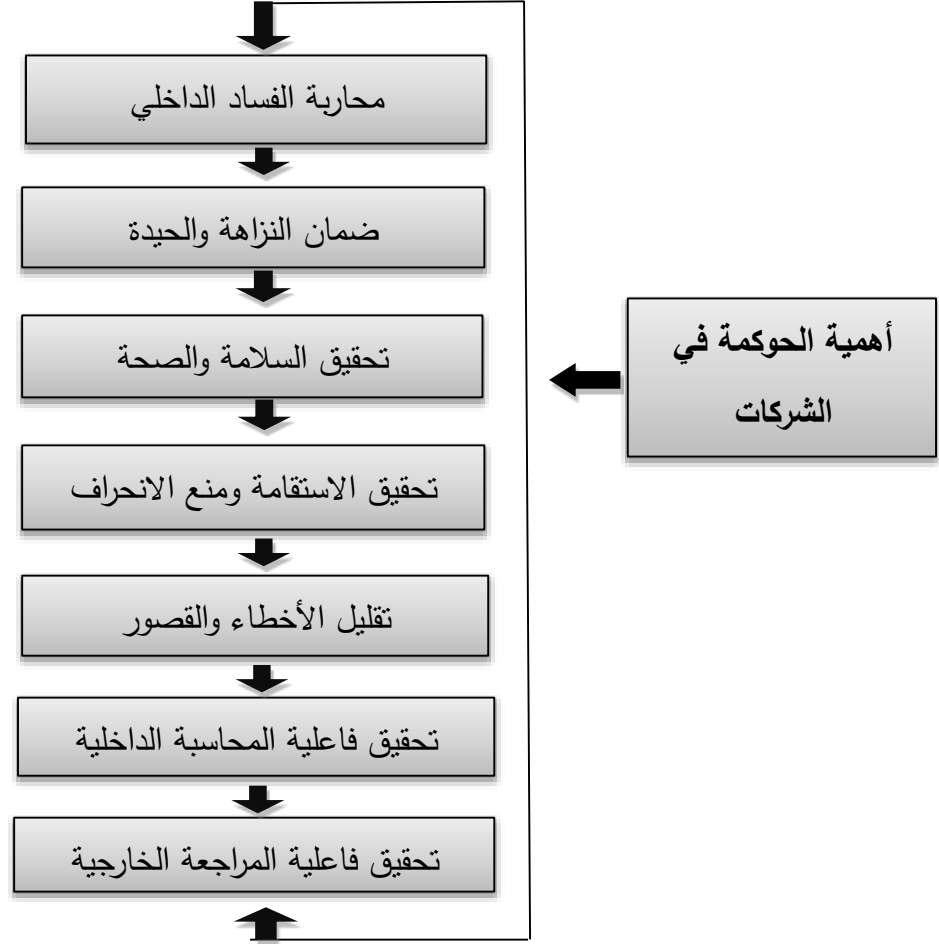 أهمية الحوكمة في
الشركات
محاربة الفساد الداخلي
ضمان النزاهة والحيدة
تحقيق السلامة والصحة
تحقيق الاستقامة ومنع الانحراف
تقليل الأخطاء والقصور
تحقيق فاعلية المحاسبة الداخلية
تحقيق فاعلية المراجعة الخارجية